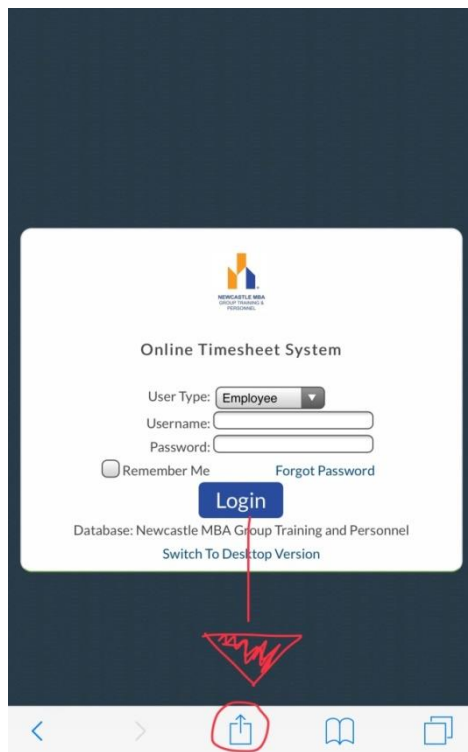 NEWCASTLE MBA
GROUP TRAINING &
PERSONNEL
Online Timesheet System
User Type: Employee
Username:
Password:
Remember Me Forgot Password
Login
Database: Newcastle MBA Group Training and Personnel
Switch To Desktop Version